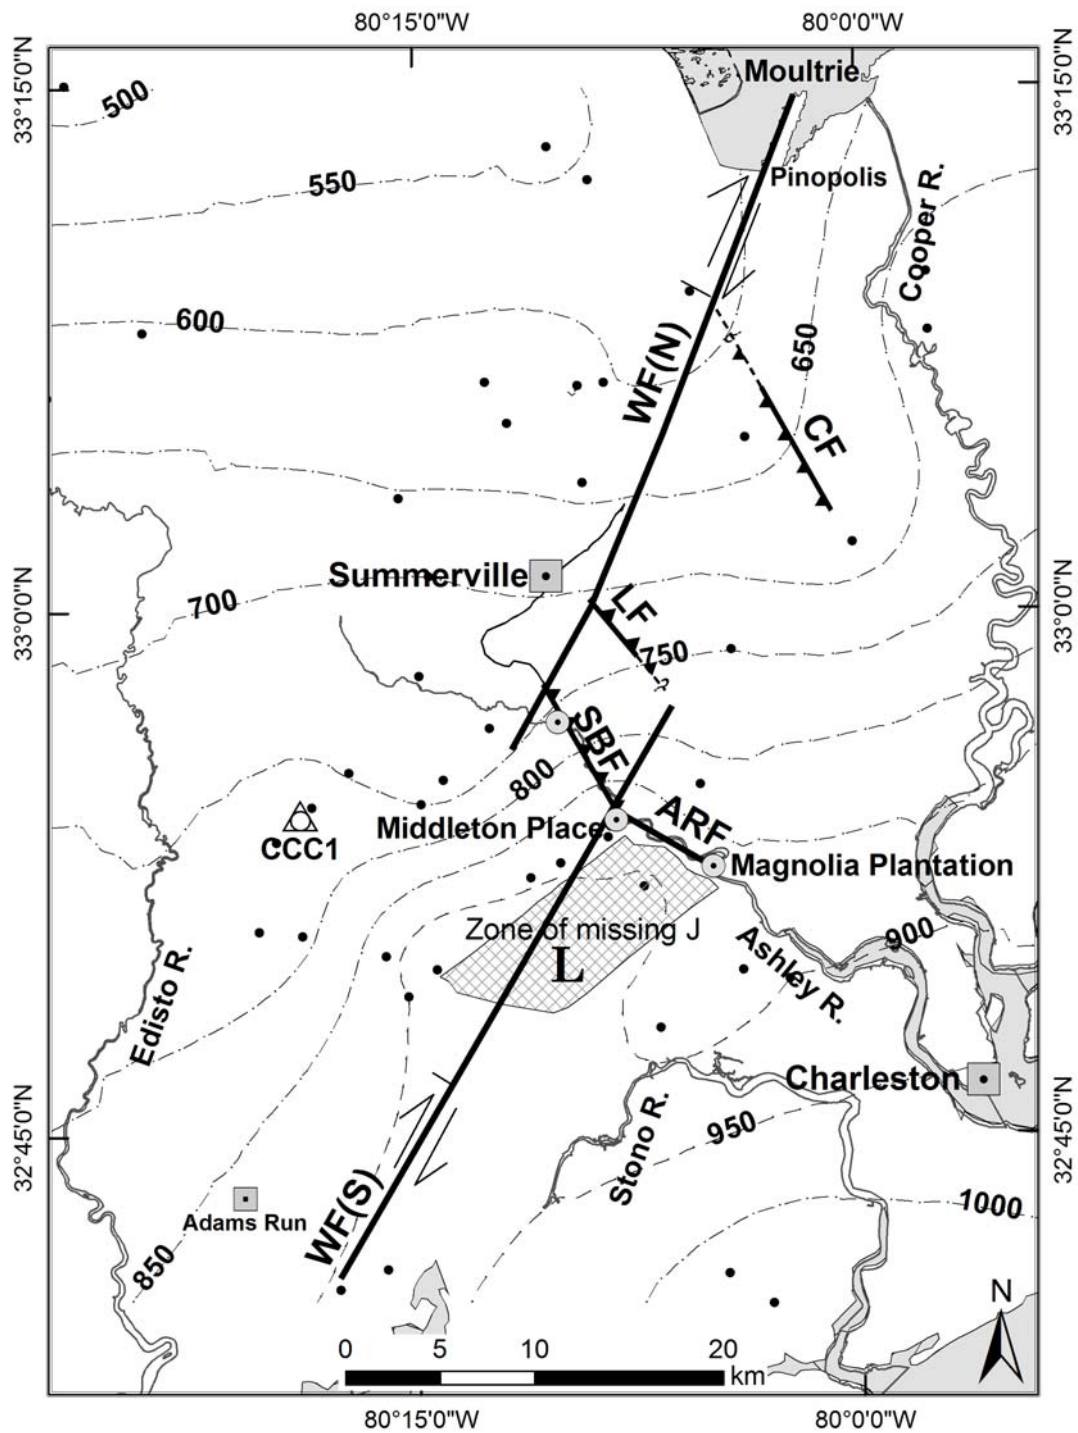 80°15'0"W
80°0'0"W
33°15'0"N
33°15'0"N
Moultrie
500
550
Pinopolis
Cooper R.
600
WF(N)
650
CF
Summerville
700
33°0'0"N
33°0'0"N
LF
750
SBF
800
Middleton Place
ARF
CCC1
Magnolia Plantation
Zone of missing J
L
900
Ashley R.
Edisto R.
Charleston
Stono R.
950
32°45'0"N
32°45'0"N
WF(S)
Adams Run
1000
850
N
0 5 10 20
km
80°15'0"W
80°0'0"W